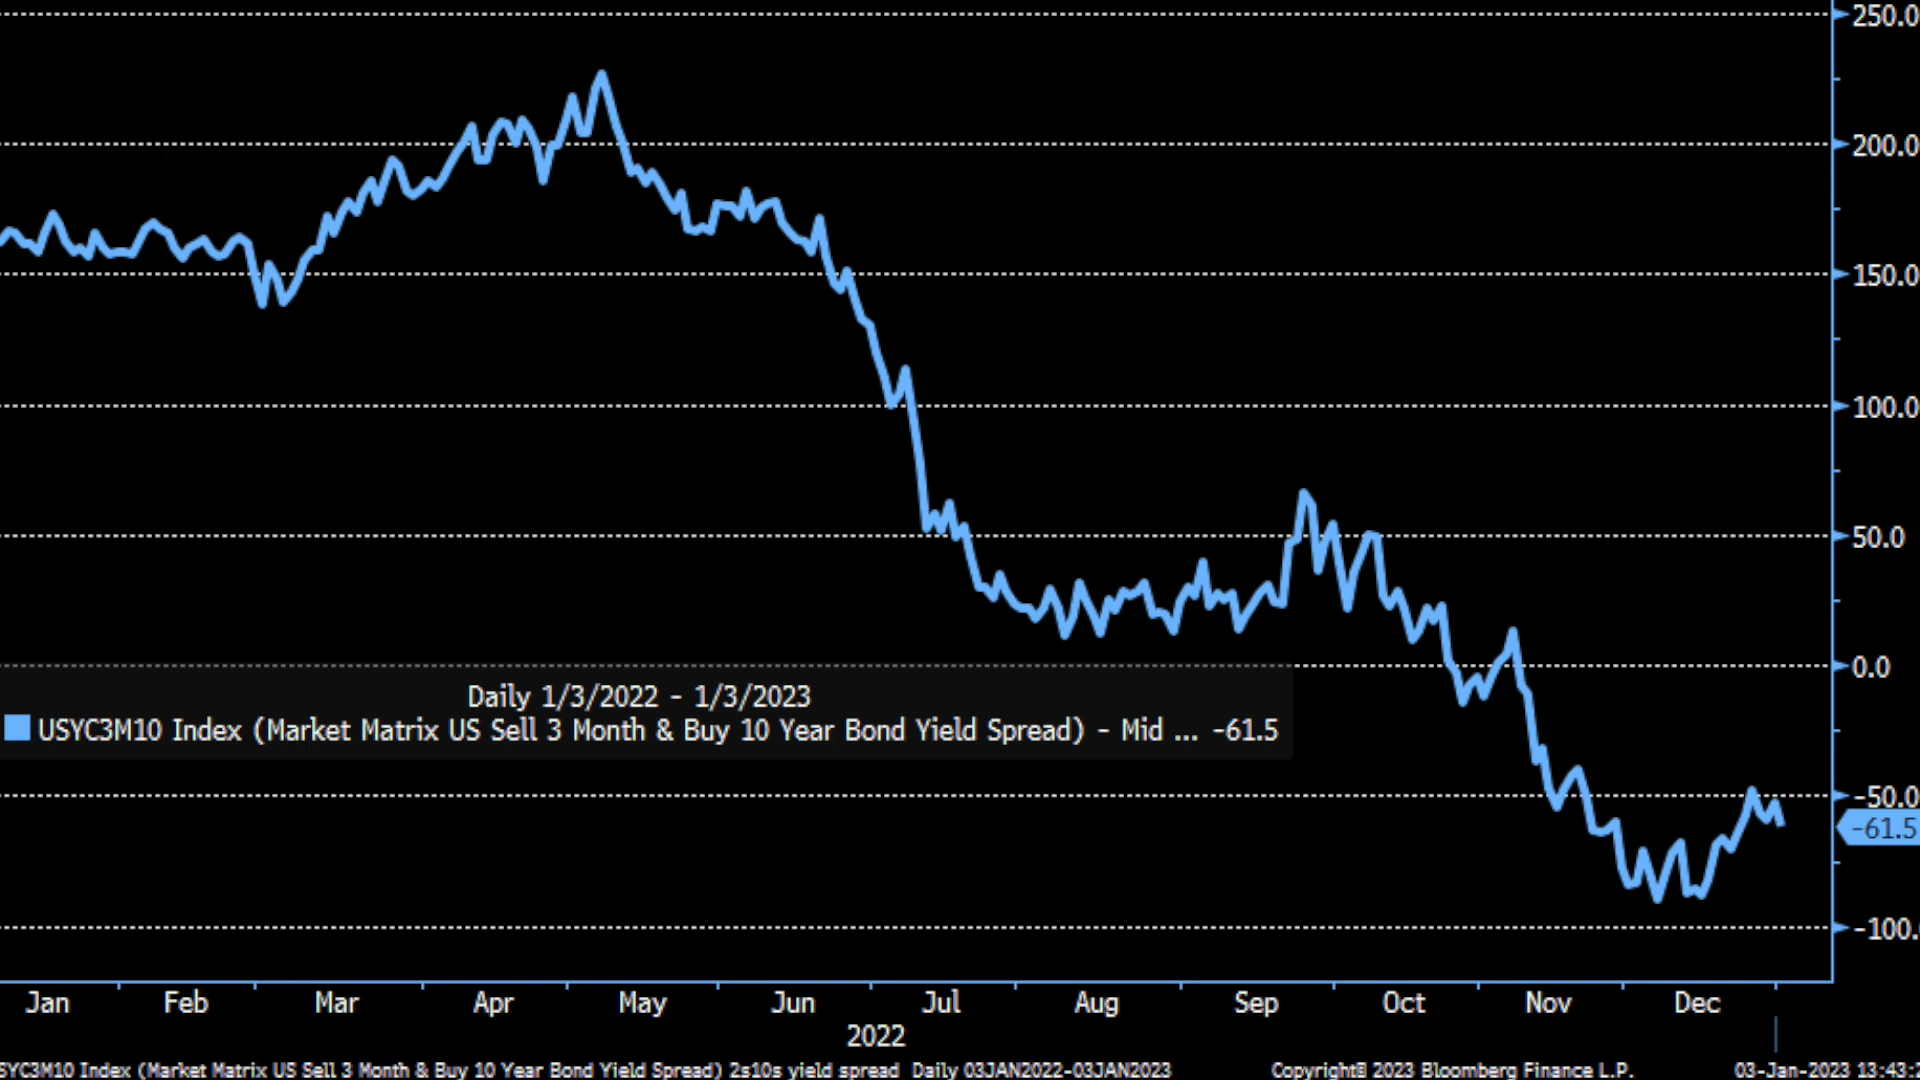 250.0
200.0
150.0
100.0
50.0
0.0
Daily 1/3/2022 - 1/3/2023
USYC3M10 Index (Market Matrix US Sell 3 Month & Buy 10 Year Bond Yield Spread) - Mid ... -61.5
-50.0
-61.5
-100.
Jan Feb Mar Apr May Jun Jul Aug Sep Oct Nov Dec
2022
SYC3M10 Index (Market Matrix US Sell 3 Month & Buy 10 Year Bond Yield Spread) 2s10s yield spread Daily 03JAN2022-03JAN2023 Copyright© 2023 Bloomberg Finance L.P. 03-Jan-2023 13:43:2